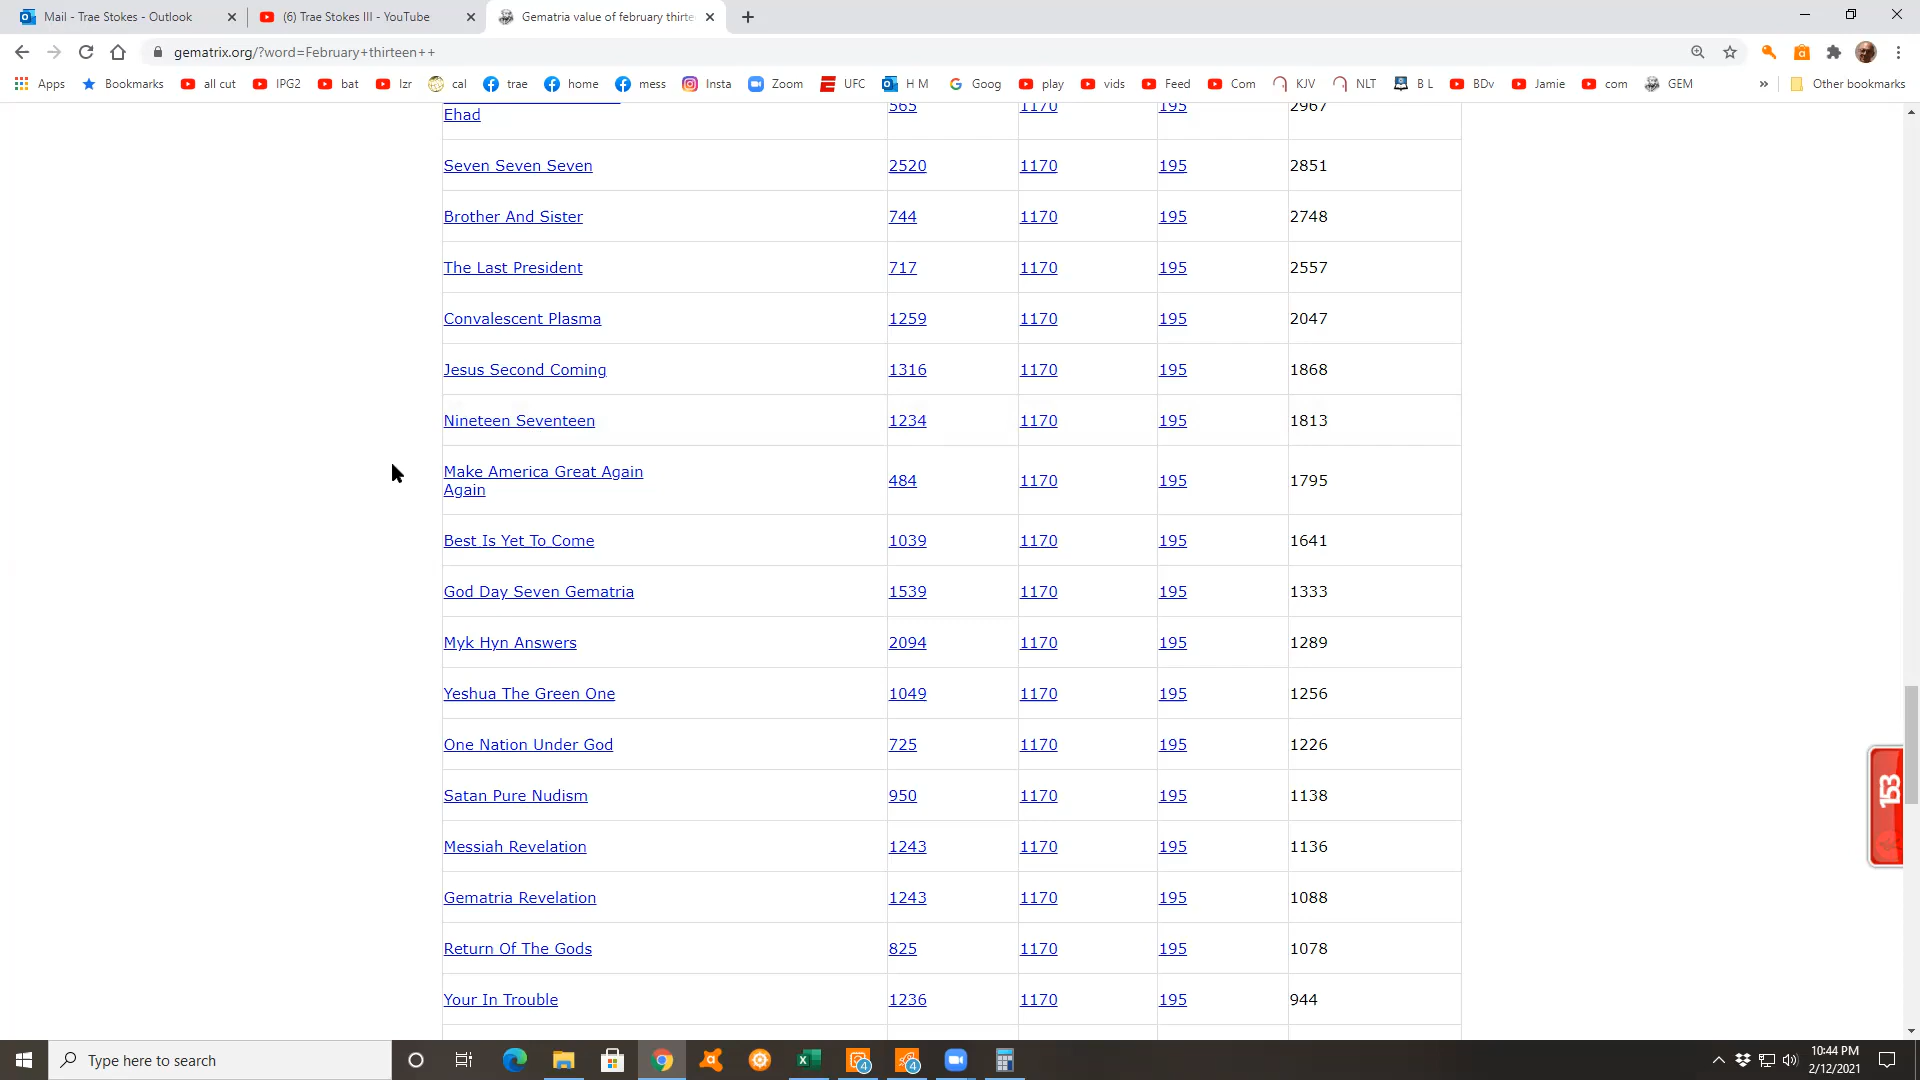 Mail - Trae Stokes - Outlook
(6) Trae Stokes III - YouTube
Gematria value of february thirte
gematrix.org/?word=February+thirteen++
Apps
Bookmarks
all cut
IPG2
bat
lzr
cal
trae
home
mess
Insta
Zoom
UFC
H M
Goog
play
vids
Feed
Com
KJV
NLT
B L
BDv
Jamie
com
GEM
»
Other bookmarks
Ehad 565 1170 195 2967
Seven Seven Seven 2520 1170 195 2851
Brother And Sister 744 1170 195 2748
The Last President 717 1170 195 2557
Convalescent Plasma 1259 1170 195 2047
Jesus Second Coming 1316 1170 195 1868
Nineteen Seventeen 1234 1170 195 1813
Make America Great Again
Again 484 1170 195 1795
Best Is Yet To Come 1039 1170 195 1641
God Day Seven Gematria 1539 1170 195 1333
Myk Hyn Answers 2094 1170 195 1289
Yeshua The Green One 1049 1170 195 1256
One Nation Under God 725 1170 195 1226
Satan Pure Nudism 950 1170 195 1138
Messiah Revelation 1243 1170 195 1136
Gematria Revelation 1243 1170 195 1088
Return Of The Gods 825 1170 195 1078
Your In Trouble 1236 1170 195 944
153
Type here to search
4
4
10:44 PM
2/12/2021